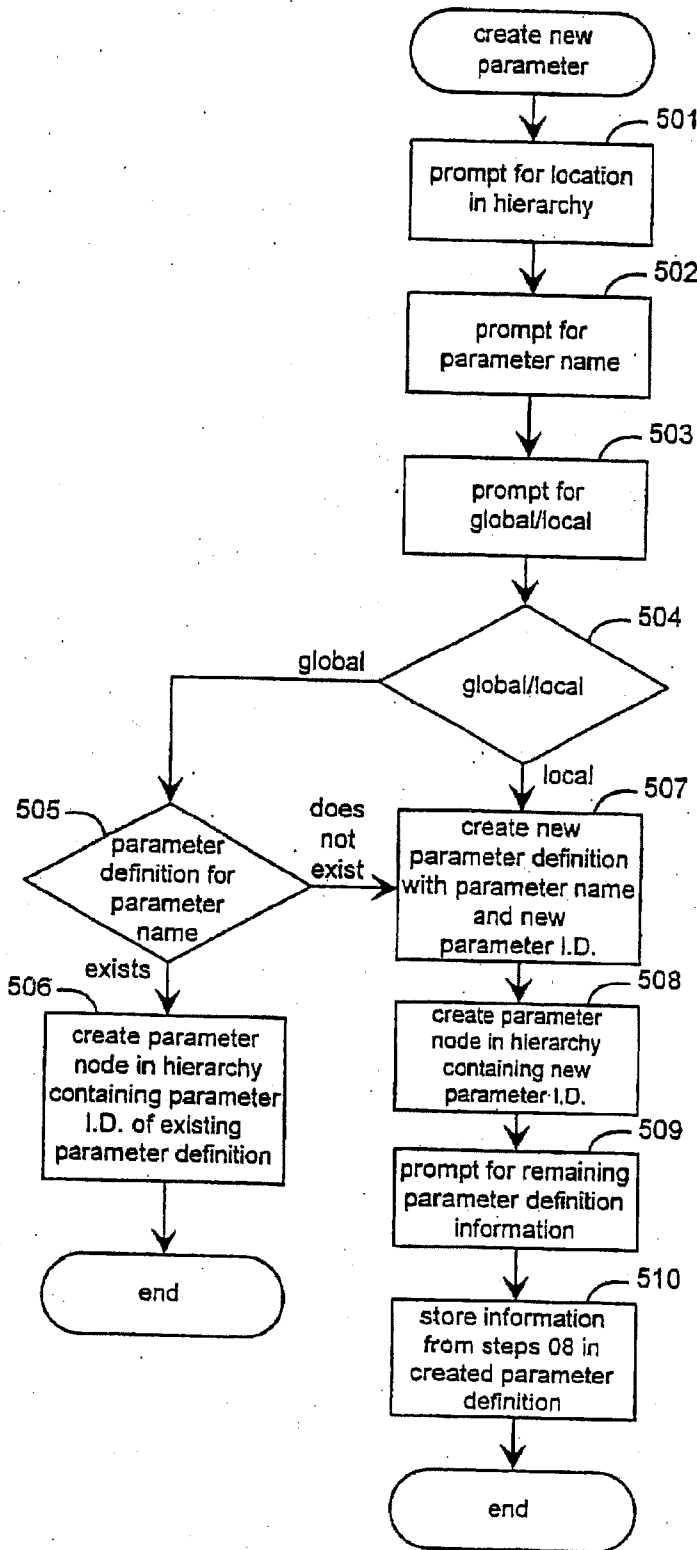 create new
parameter
501
prompt for location
in hierarchy
502
prompt for
parameter name
503
prompt for
global/local
504
global/local
global
local
505
parameter
definition for
parameter
name
does
not
exist
exists
507
create new
parameter definition
with parameter name
and new
parameter I.D.
506
create parameter
node in hierarchy
containing parameter
I.D. of existing
parameter definition
end
508
create parameter
node in hierarchy
containing new
parameter I.D.
509
prompt for remaining
parameter definition
information
510
store information
from steps 08 in
created parameter
definition
end